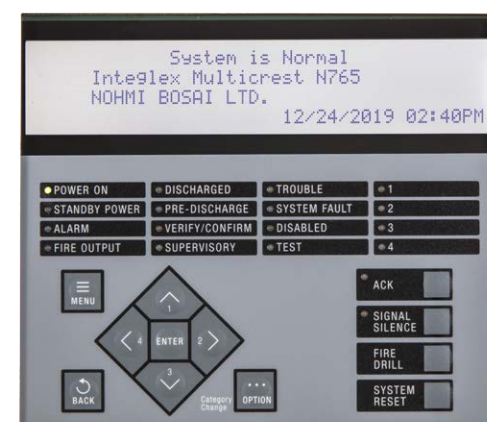 System is Normal
Integlex Multicrest N765
NOHMI BOSAI LTD.
12/24/2019 02:40PM
POWER ON DISCHARGED TROUBLE 1
STANDBY POWER PRE-DISCHARGE SYSTEM FAULT 2
ALARM VERIFY/CONFIRM DISABLED 3
FIRE OUTPUT SUPERVISORY TEST 4
MENU
1
4 ENTER 2
3
BACK
Category
Change
OPTION
ACK
SIGNAL
SILENCE
FIRE
DRILL
SYSTEM
RESET